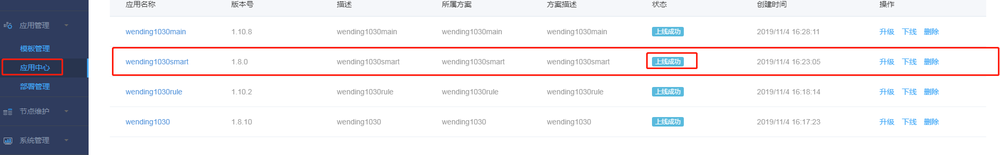 应用名称 版本号 描述 所属方案 方案描述 状态 创建时间 操作
应用管理
模板管理
应用中心
部署管理
节点维护
系统管理
wending1030main 1.10.8 wending1030main wending1030main wending1030main 上线成功 2019/11/4 16:28:11 升级 下线 删除
wending1030smart 1.8.0 wending1030smart wending1030smart wending1030smart 上线成功 2019/11/4 16:23:05 升级 下线 删除
wending1030rule 1.10.2 wending1030rule wending1030rule wending1030rule 上线成功 2019/11/4 16:18:14 升级 下线 删除
wending1030 1.8.10 wending1030 wending1030 wending1030 上线成功 2019/11/4 16:17:23 升级 下线 删除